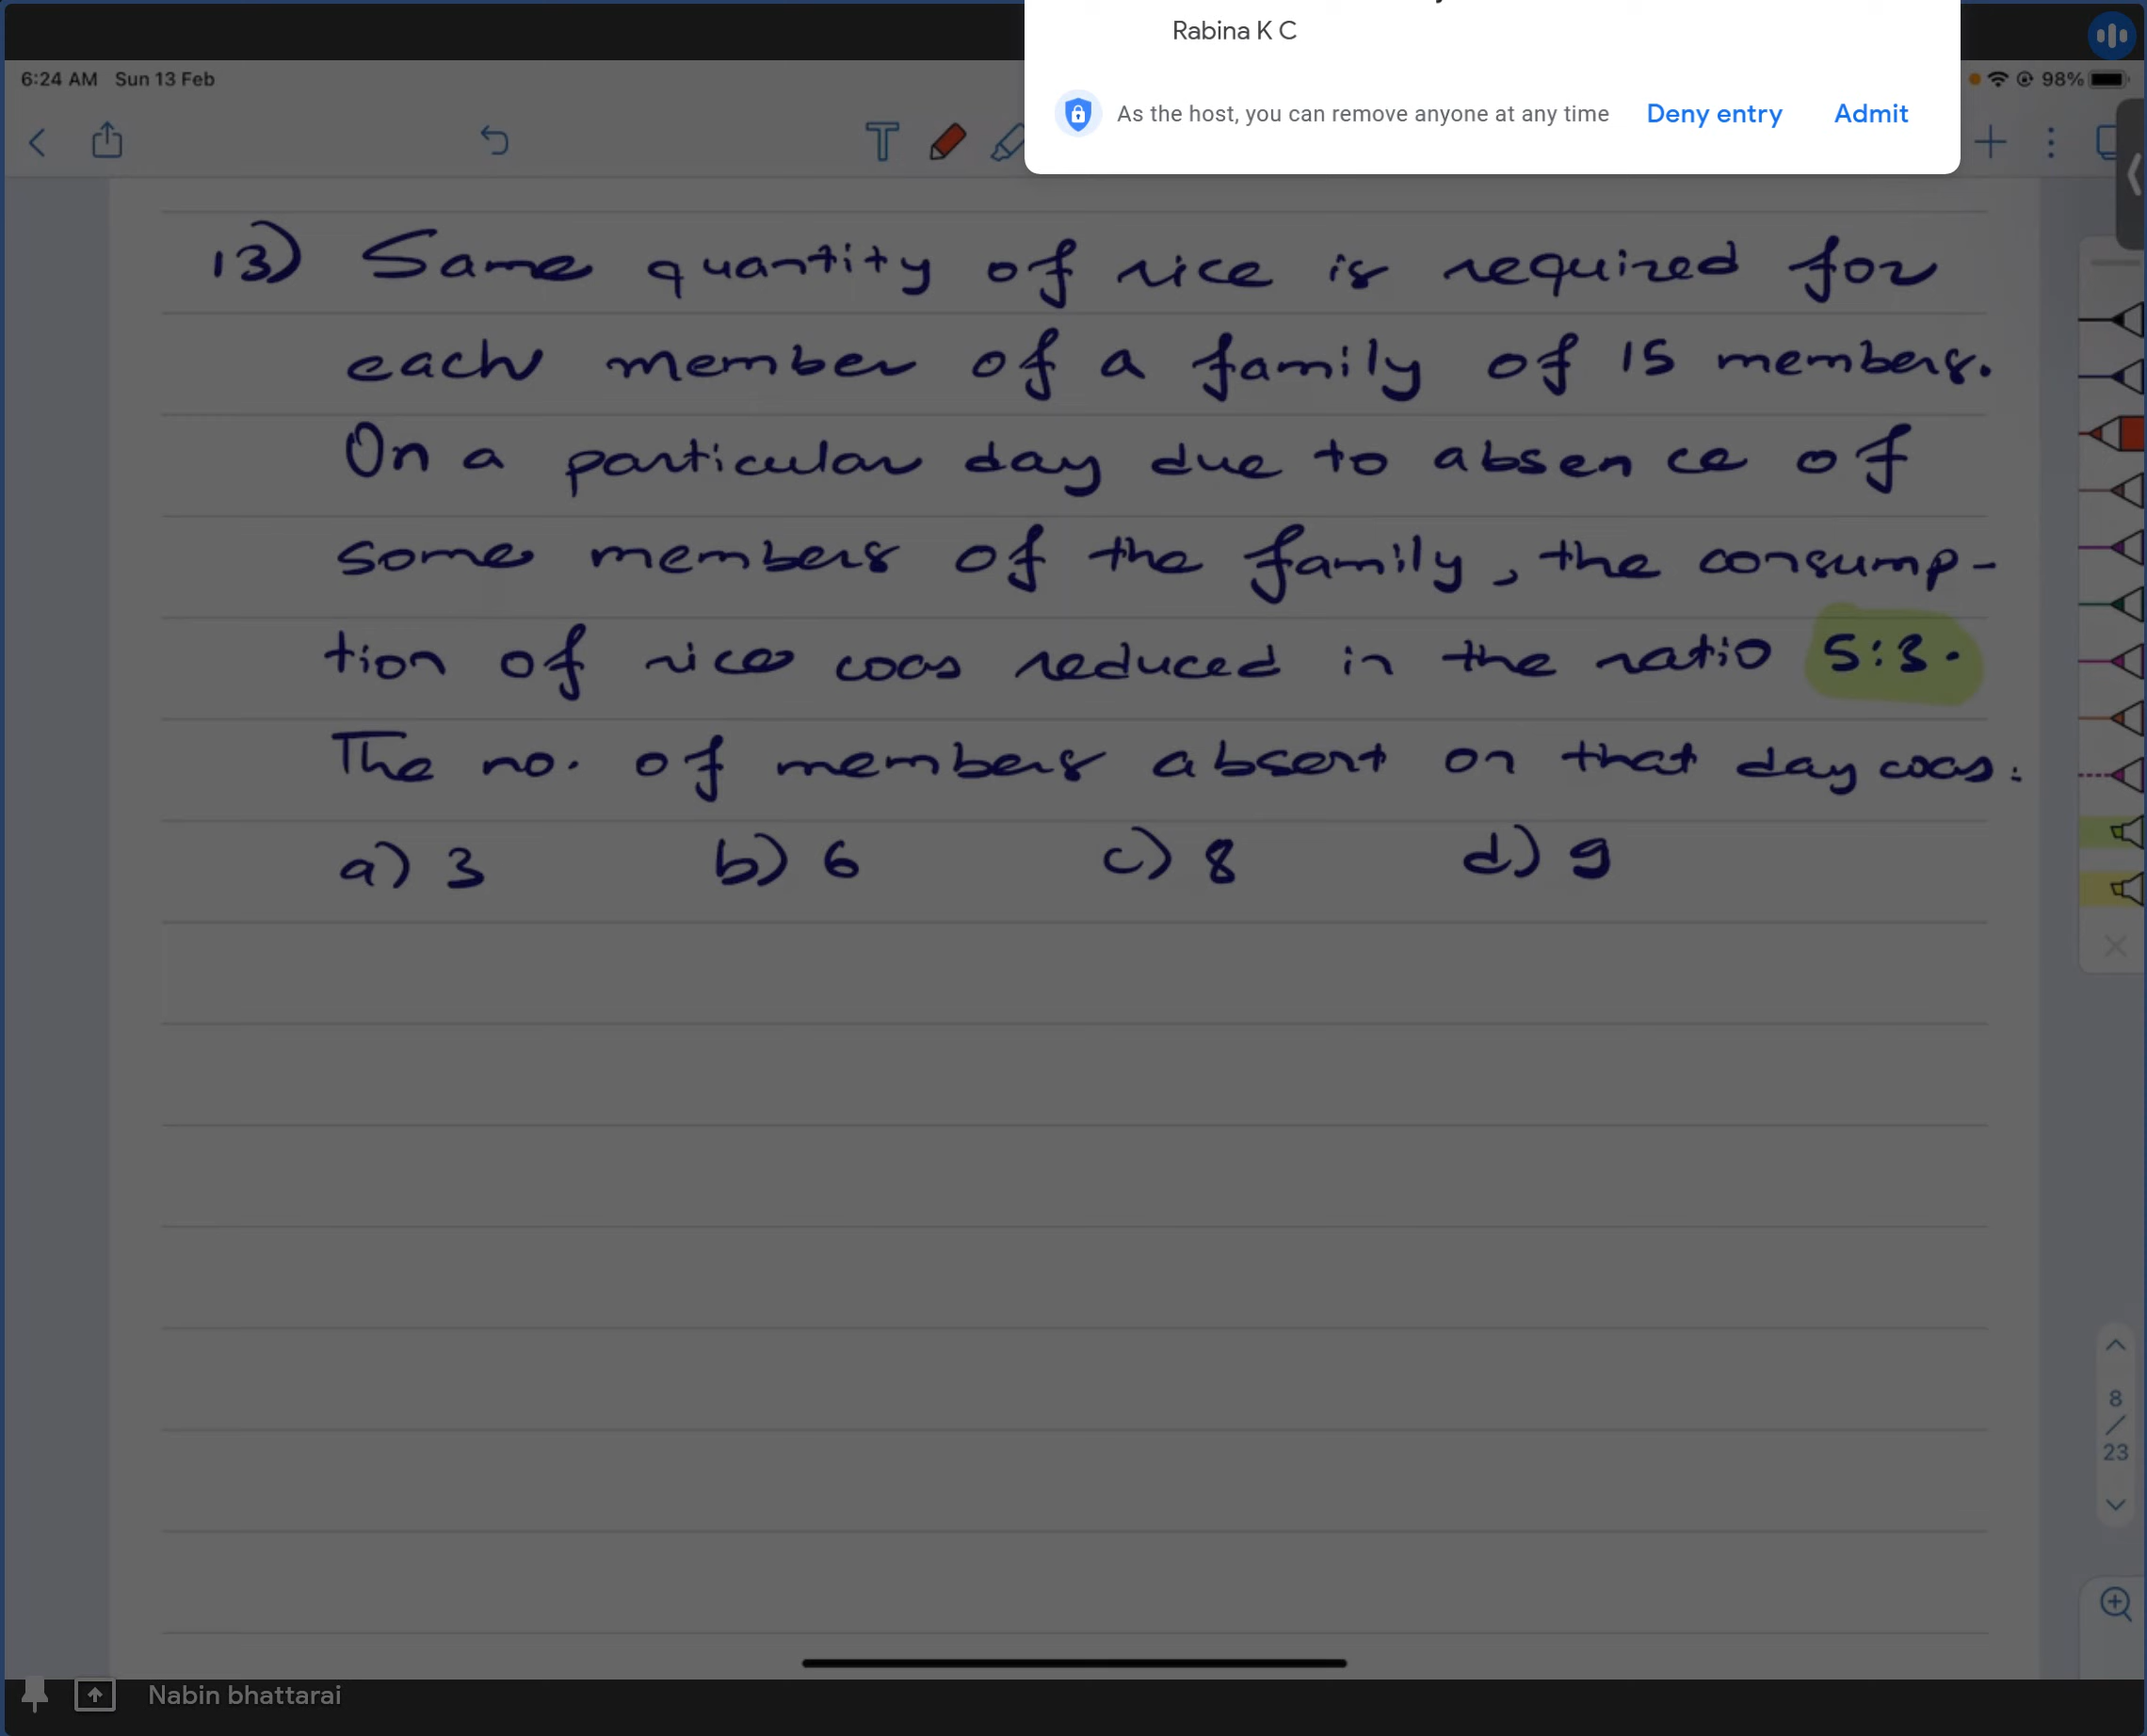 Rabina K C
6:24 AM Sun 13 Feb
98%
As the host, you can remove anyone at any time Deny entry Admit
T
13) Same quantity of rice is required for
each member of a family of 15 members.
On a particular day due to absence of
some members of the family, the consump-
tion of rice was reduced in the ratio 5:3.
The no. of members absent on that day was:
a) 3 b) 6 c) 8 d) 9
8
/
23
Nabin bhattarai